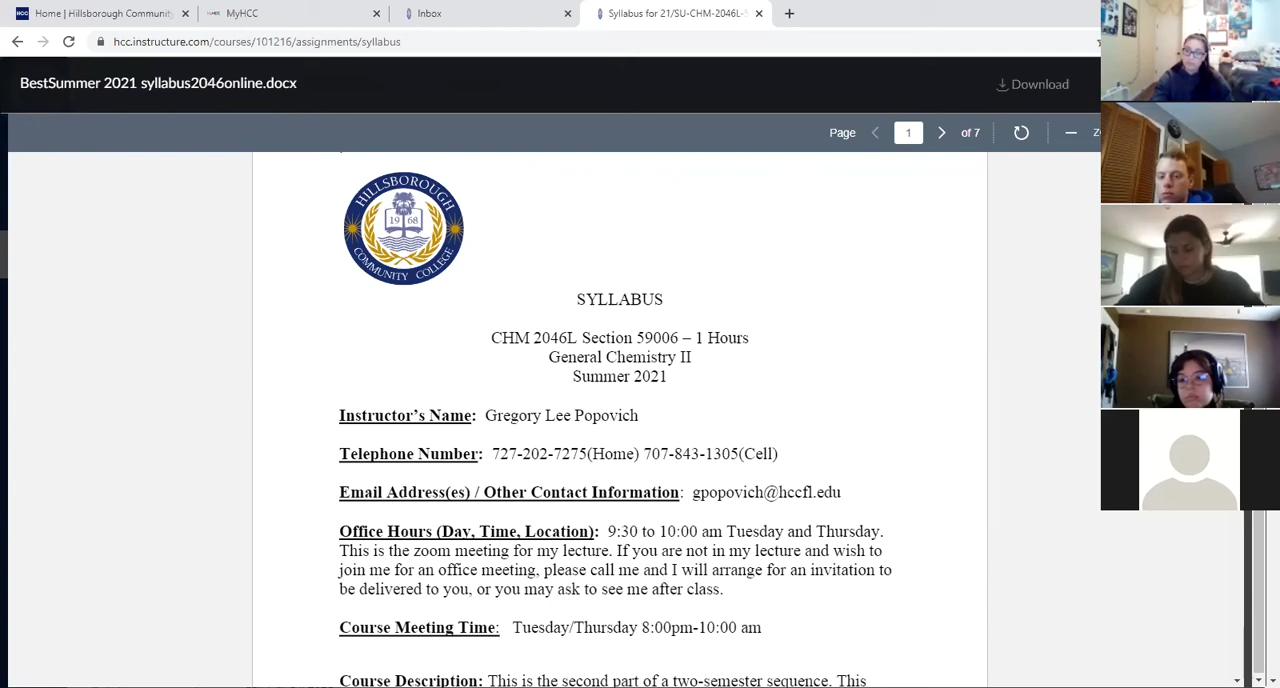 Home | Hillsborough Community
MyHCC
Inbox
Syllabus for 21/SU-CHM-2046L-5
hcc.instructure.com/courses/101216/assignments/syllabus
BestSummer 2021 syllabus2046online.docx
Download
Page 1 of 7
HILLSBOROUGH
1968
COMMUNITY COLLEGE
SYLLABUS
CHM 2046L Section 59006 – 1 Hours
General Chemistry II
Summer 2021
Instructor's Name: Gregory Lee Popovich
Telephone Number: 727-202-7275(Home) 707-843-1305(Cell)
Email Address(es) / Other Contact Information: gpopovich@hccfl.edu
Office Hours (Day, Time, Location): 9:30 to 10:00 am Tuesday and Thursday.
This is the zoom meeting for my lecture. If you are not in my lecture and wish to
join me for an office meeting, please call me and I will arrange for an invitation to
be delivered to you, or you may ask to see me after class.
Course Meeting Time: Tuesday/Thursday 8:00pm-10:00 am
Course Description: This is the second part of a two-semester sequence. This